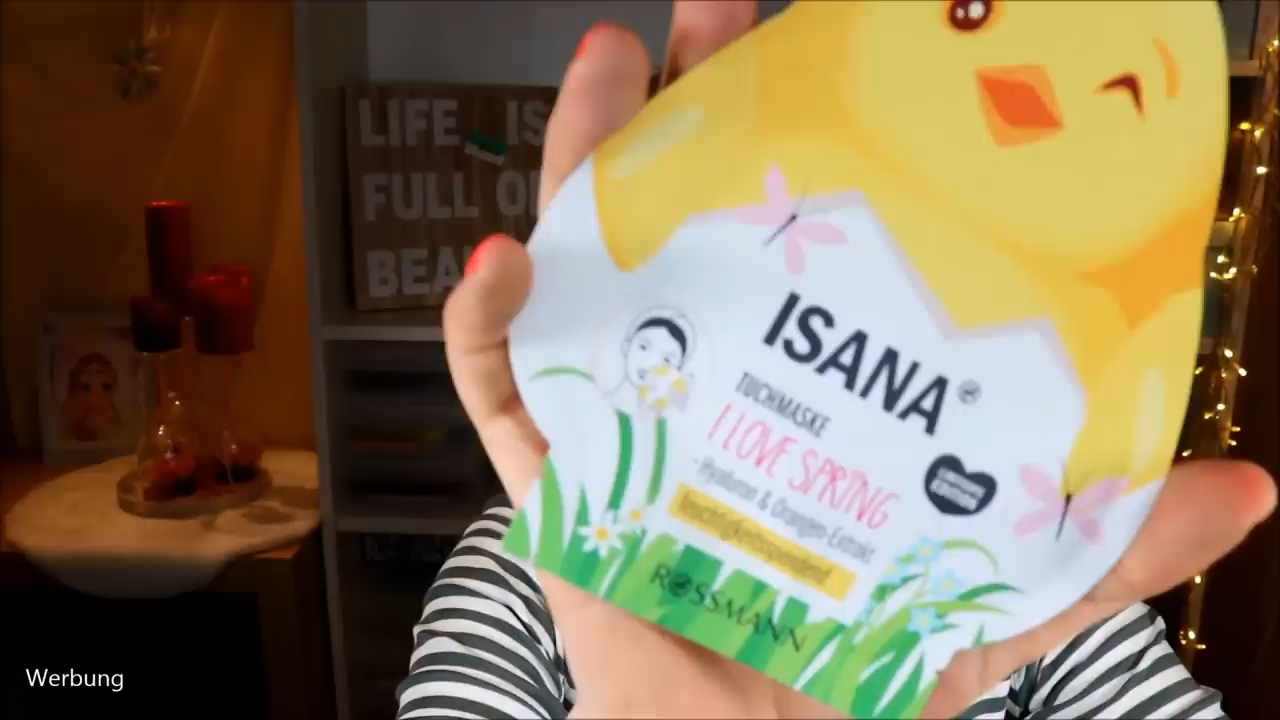 LIFE IS
FULL OF
BEA
ISANA®
TUCHMASKE
I LOVE SPRING
Hyaluron & Orangen-Extrakt
feuchtigkeitsspendend
ROSSMANN
Werbung